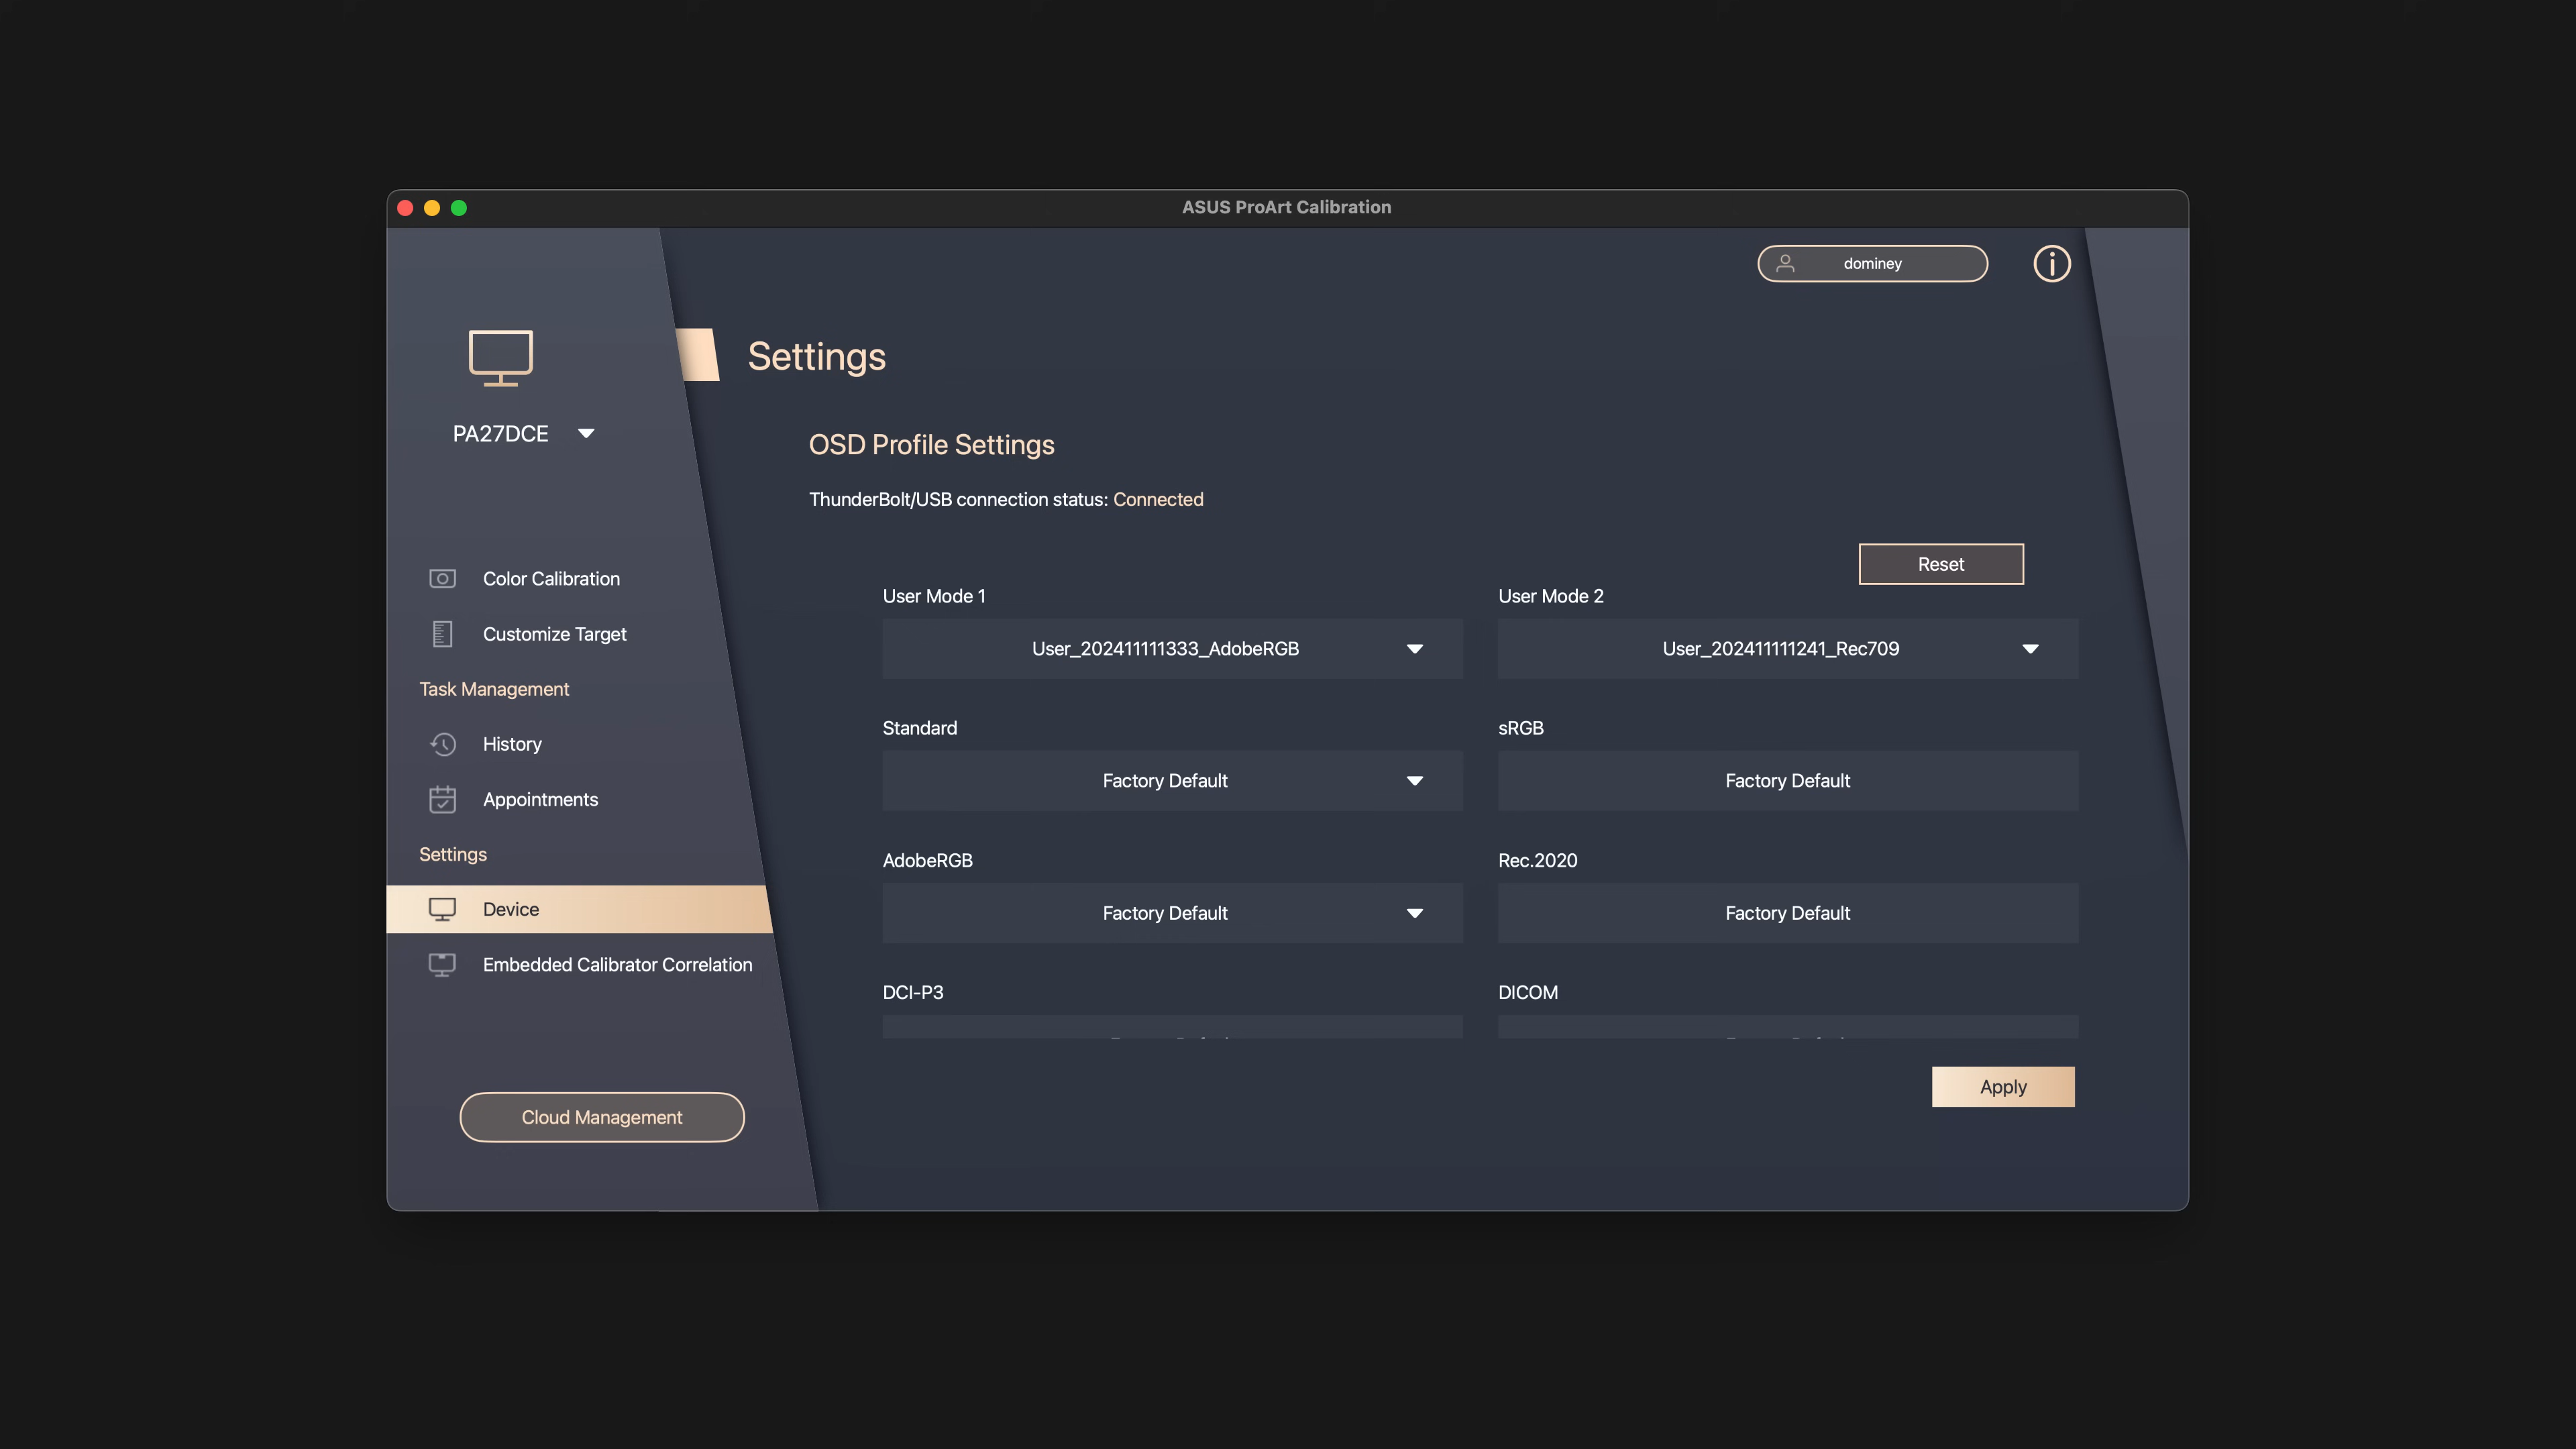 ASUS ProArt Calibration
dominey
PA27DCE
Color Calibration
Customize Target
Task Management
History
Appointments
Settings
Device
Embedded Calibrator Correlation
Cloud Management
Settings
OSD Profile Settings
ThunderBolt/USB connection status: Connected
Reset
User Mode 1
User Mode 2
User_202411111333_AdobeRGB
User_202411111241_Rec709
Standard
sRGB
Factory Default
Factory Default
AdobeRGB
Rec.2020
Factory Default
Factory Default
DCI-P3
DICOM
Apply